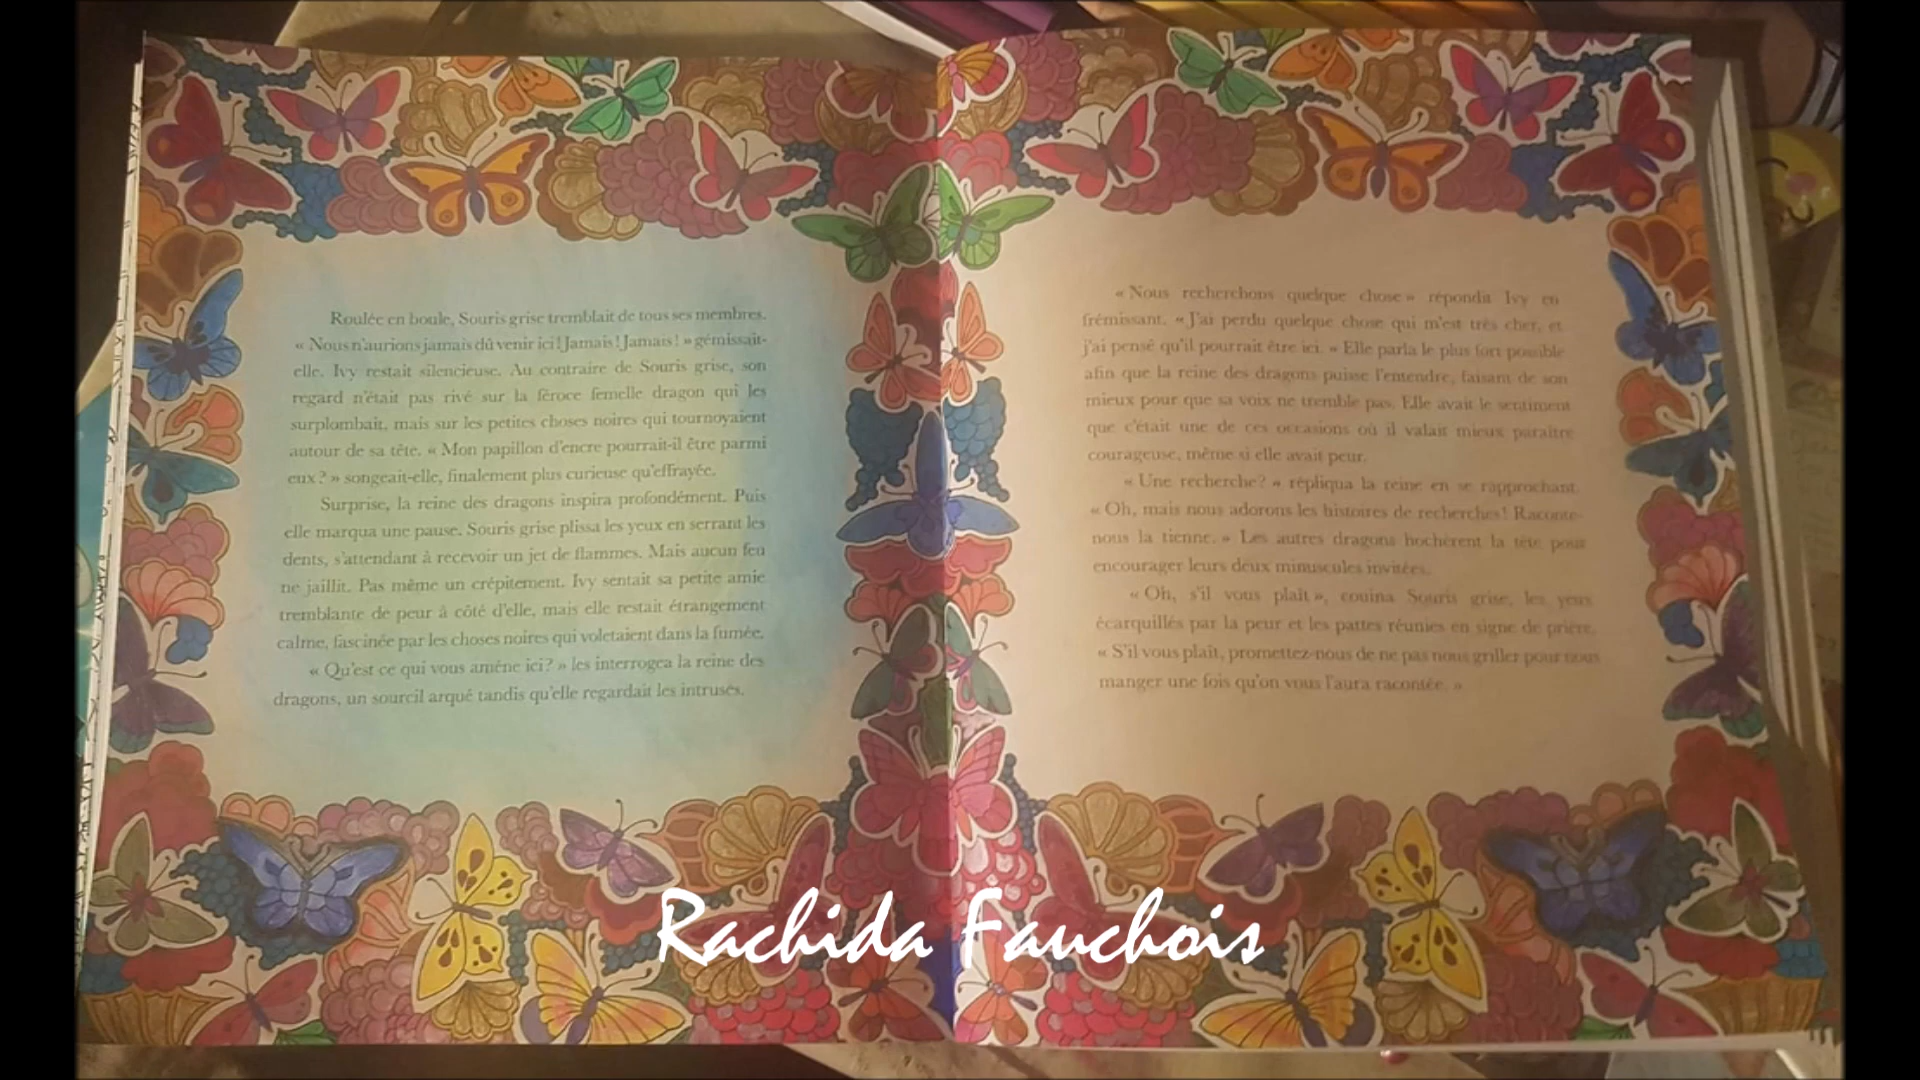 Roulée en boule, Souris grise tremblait de tous ses membres.
« Nous n'aurions jamais dû venir ici ! Jamais ! Jamais ! » gémissait-
elle. Ivy restait silencieuse. Au contraire de Souris grise, son
regard n'était pas rivé sur la féroce femelle dragon qui les
surplombait, mais sur les petites choses noires qui tournoyaient
autour de sa tête. « Mon papillon d'encre pourrait-il être parmi
eux ? » songeait-elle, finalement plus curieuse qu'effrayée.
Surprise, la reine des dragons inspira profondément. Puis
elle marqua une pause. Souris grise plissa les yeux en serrant les
dents, s'attendant à recevoir un jet de flammes. Mais aucun feu
ne jaillit. Pas même un crépitement. Ivy sentait sa petite amie
tremblante de peur à côté d'elle, mais elle restait étrangement
calme, fascinée par les choses noires qui voletaient dans la fumée.
« Qu'est ce qui vous amène ici ? » les interrogea la reine des
dragons, un sourcil arqué tandis qu'elle regardait les intruses.
« Nous recherchons quelque chose » répondit Ivy en
frémissant. « J'ai perdu quelque chose qui m'est très cher, et
j'ai pensé qu'il pourrait être ici. » Elle parla le plus fort possible
afin que la reine des dragons puisse l'entendre, faisant de son
mieux pour que sa voix ne tremble pas. Elle avait le sentiment
que c'était une de ces occasions où il valait mieux paraître
courageuse, même si elle avait peur.
« Une recherche ? » répliqua la reine en se rapprochant.
« Oh, mais nous adorons les histoires de recherches ! Raconte-
nous la tienne. » Les autres dragons hochèrent la tête pour
encourager leurs deux minuscules invitées.
« Oh, s'il vous plaît », couina Souris grise, les yeux
écarquillés par la peur et les pattes réunies en signe de prière.
« S'il vous plaît, promettez-nous de ne pas nous griller pour nous
manger une fois qu'on vous l'aura racontée. »
Rachida Fauchois